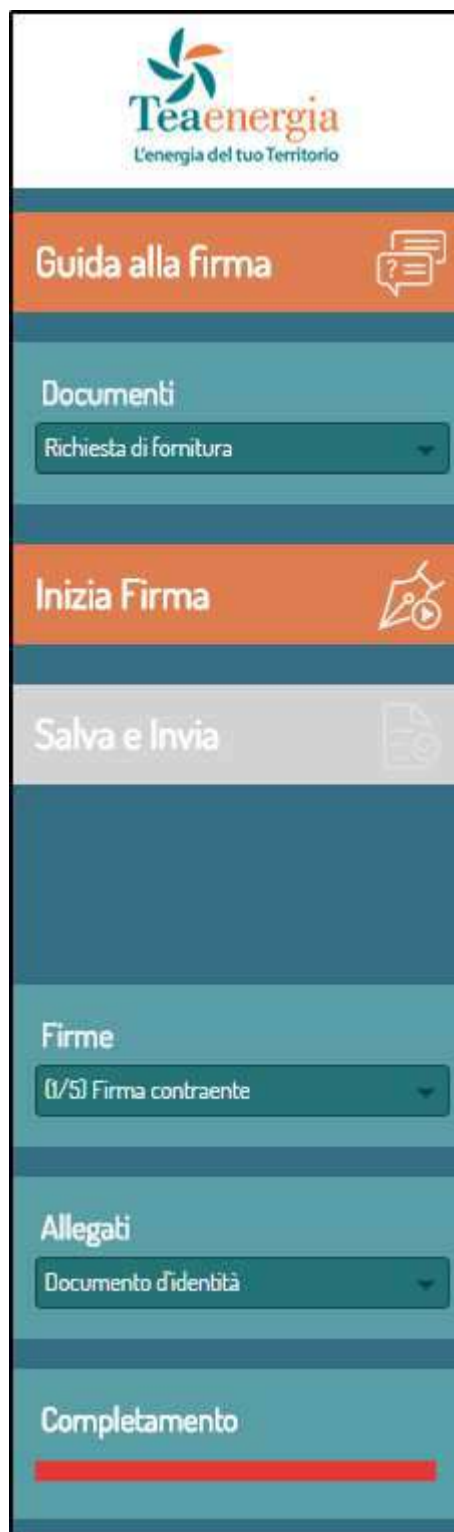 Teaenergia
L'energia del tuo Territorio
Guida alla firma
?
Documenti
Richiesta di fornitura
Inizia Firma
Salva e Invia
Firme
(1/5) Firma contraente
Allegati
Documento d'identità
Completamento